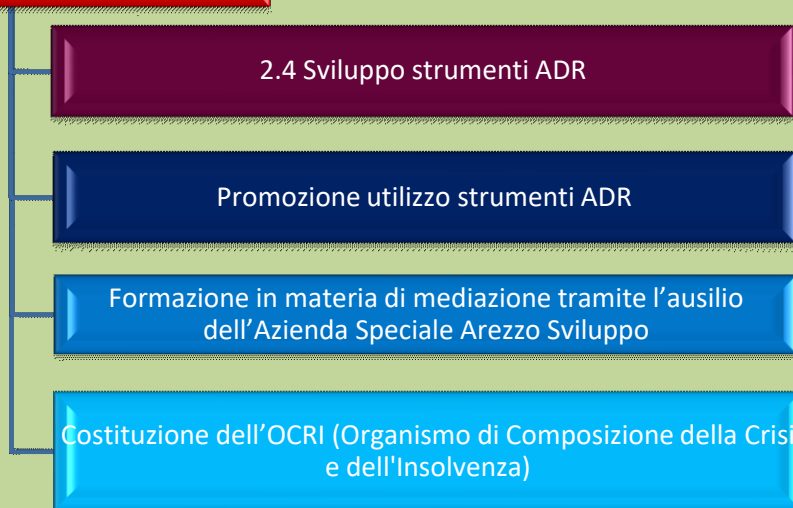 2.4 Sviluppo strumenti ADR
Promozione utilizzo strumenti ADR
Formazione in materia di mediazione tramite l’ausilio
dell’Azienda Speciale Arezzo Sviluppo
Costituzione dell’OCRI (Organismo di Composizione della Crisi
e dell'Insolvenza)